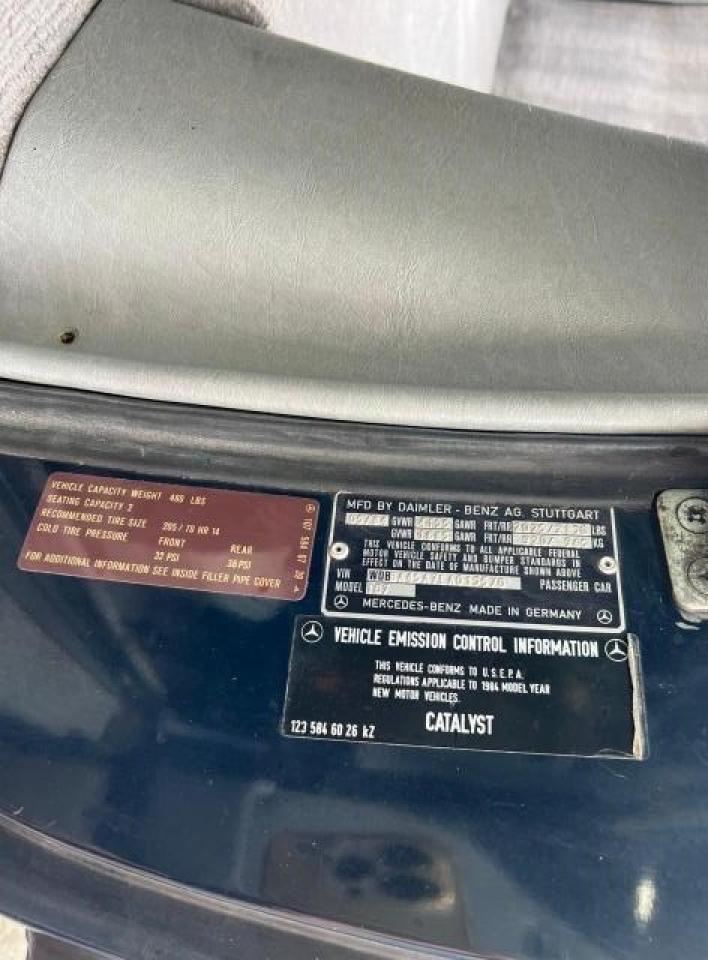 VEHICLE CAPACITY WEIGHT LBS
SEATING CAPACITY 2
RECOMMENDED TIRE SIZE 205 / 70 HR 14
COLD TIRE PRESSURE FRONT REAR
32 PSI 36 PSI
FOR ADDITIONAL INFORMATION SEE INSIDE FILLER PIPE COVER
107 584 07 30
MFD BY DAIMLER - BENZ AG. STUTTGART
GVWR GAWR FRT/RR LBS
GVWR GAWR FRT/RR KG
THIS VEHICLE CONFORMS TO ALL APPLICABLE FEDERAL
MOTOR VEHICLE SAFETY AND BUMPER STANDARDS IN
EFFECT ON THE DATE OF MANUFACTURE SHOWN ABOVE
VIN PASSENGER CAR
MODEL 107
MERCEDES-BENZ MADE IN GERMANY
VEHICLE EMISSION CONTROL INFORMATION
THIS VEHICLE CONFORMS TO U.S.E.P.A.
REGULATIONS APPLICABLE TO 1984 MODEL YEAR
NEW MOTOR VEHICLES.
CATALYST
123 584 60 26 kZ